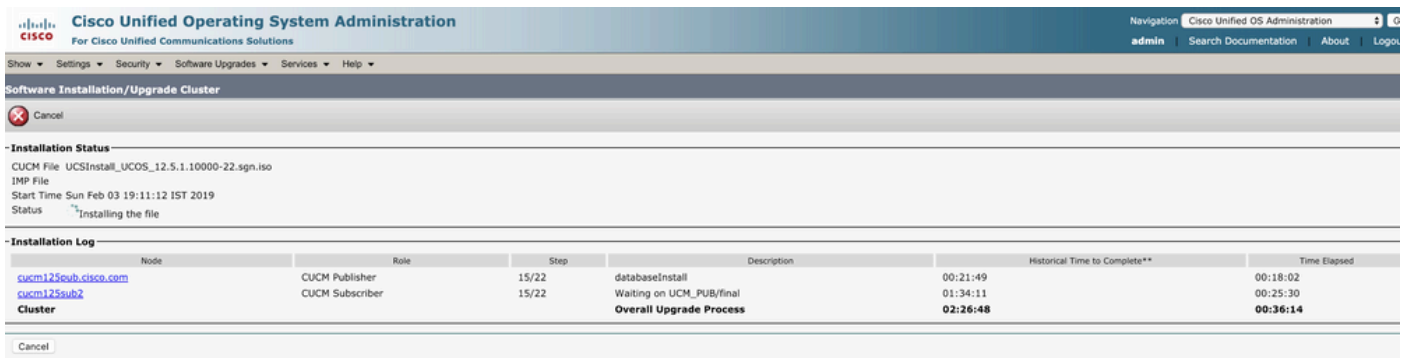 Cisco Unified Operating System Administration
Navigation Cisco Unified OS Administration
CISCO For Cisco Unified Communications Solutions
admin Search Documentation About Logou
Show Settings Security Software Upgrades Services Help
Software Installation/Upgrade Cluster
Cancel
Installation Status
CUCM File UCSInstall_UCOS_12.5.1.10000-22.sgn.iso
IMP File
Start Time Sun Feb 03 19:11:12 IST 2019
Status Installing the file
Installation Log
Node Role Step Description Historical Time to Complete** Time Elapsed
cucm125pub.cisco.com CUCM Publisher 15/22 databaseInstall 00:21:49 00:18:02
cucm125sub2 CUCM Subscriber 15/22 Waiting on UCM_PUB/final 01:34:11 00:25:30
Cluster Overall Upgrade Process 02:26:48 00:36:14
Cancel